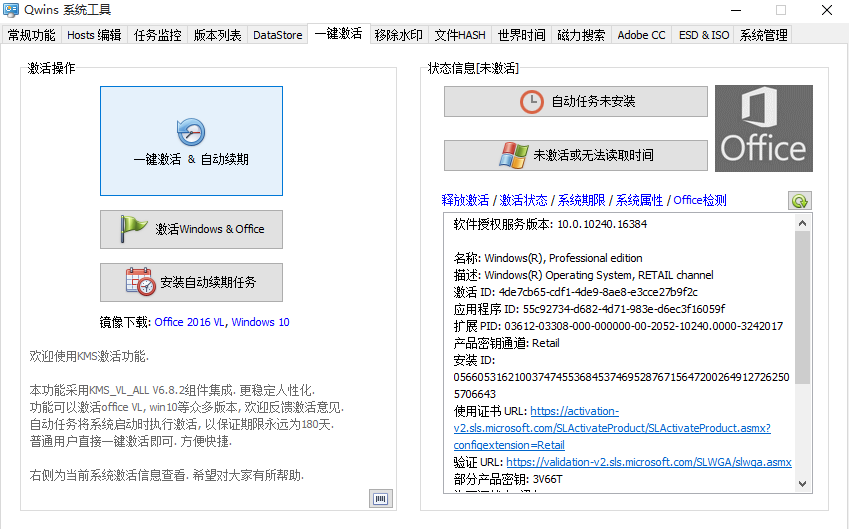 Qwins 系统工具
常规功能 Hosts 编辑 任务监控 版本列表 DataStore 一键激活 移除水印 文件HASH 世界时间 磁力搜索 Adobe CC ESD & ISO 系统管理
激活操作
一键激活 & 自动续期
激活Windows & Office
安装自动续期任务
镜像下载: Office 2016 VL, Windows 10
欢迎使用KMS激活功能.
本功能采用KMS_VL_ALL V6.8.2组件集成. 更稳定人性化.
功能可以激活office VL, win10等众多版本, 欢迎反馈激活意见.
自动任务将系统启动时执行激活, 以保证期限永远为180天.
普通用户直接一键激活即可. 方便快捷.
右侧为当前系统激活信息查看. 希望对大家有所帮助.
状态信息[未激活]
自动任务未安装
未激活或无法读取时间
Office
释放激活 / 激活状态 / 系统期限 / 系统属性 / Office检测
软件授权服务版本: 10.0.10240.16384
名称: Windows(R), Professional edition
描述: Windows(R) Operating System, RETAIL channel
激活 ID: 4de7cb65-cdf1-4de9-8ae8-e3cce27b9f2c
应用程序 ID: 55c92734-d682-4d71-983e-d6ec3f16059f
扩展 PID: 03612-03308-000-000000-00-2052-10240.0000-3242017
产品密钥通道: Retail
安装 ID:
056605316210037474553684537469528767156472002649127262505706643
使用证书 URL: https://activation-
v2.sls.microsoft.com/SLActivateProduct/SLActivateProduct.asmx?
configextension=Retail
验证 URL: https://validation-v2.sls.microsoft.com/SLWGA/slwga.asmx
部分产品密钥: 3V66T